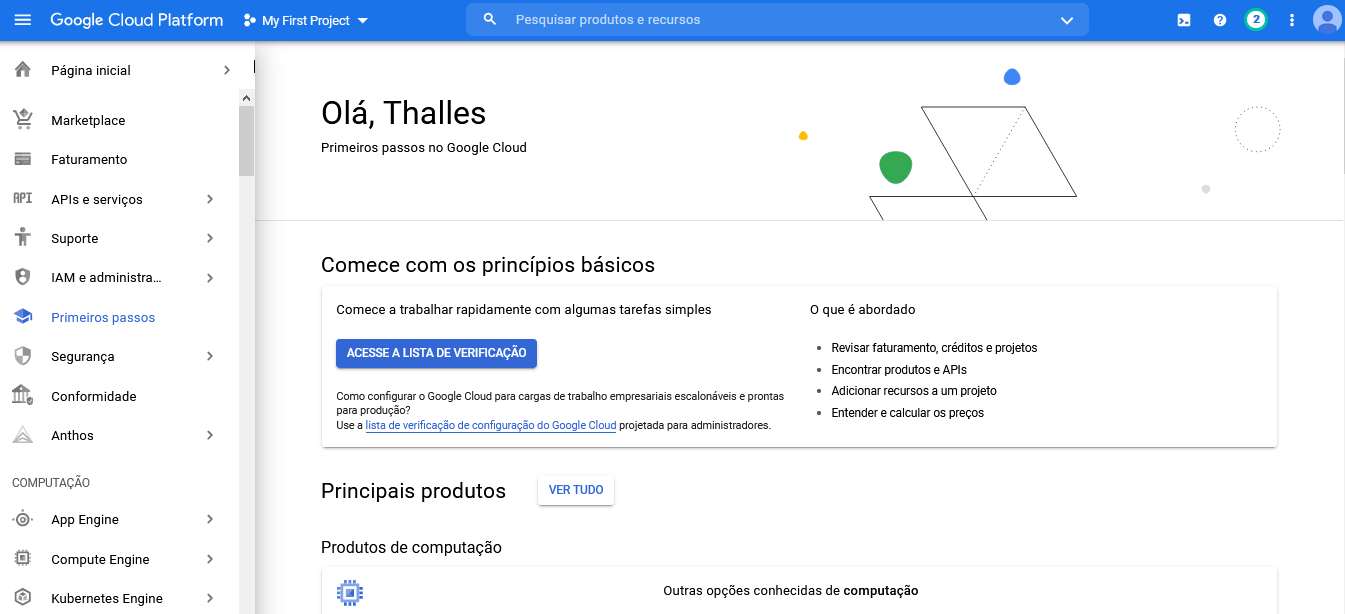 Google Cloud Platform
My First Project
Pesquisar produtos e recursos
2
Página inicial
Marketplace
Faturamento
API
APIs e serviços
Suporte
IAM e administra...
Primeiros passos
Segurança
Conformidade
Anthos
COMPUTAÇÃO
App Engine
Compute Engine
Kubernetes Engine
Olá, Thalles
Primeiros passos no Google Cloud
Comece com os princípios básicos
Comece a trabalhar rapidamente com algumas tarefas simples
ACESSE A LISTA DE VERIFICAÇÃO
Como configurar o Google Cloud para cargas de trabalho empresariais escalonáveis e prontas
para produção?
Use a lista de verificação de configuração do Google Cloud projetada para administradores.
O que é abordado
Revisar faturamento, créditos e projetos
Encontrar produtos e APIs
Adicionar recursos a um projeto
Entender e calcular os preços
Principais produtos
VER TUDO
Produtos de computação
Outras opções conhecidas de computação